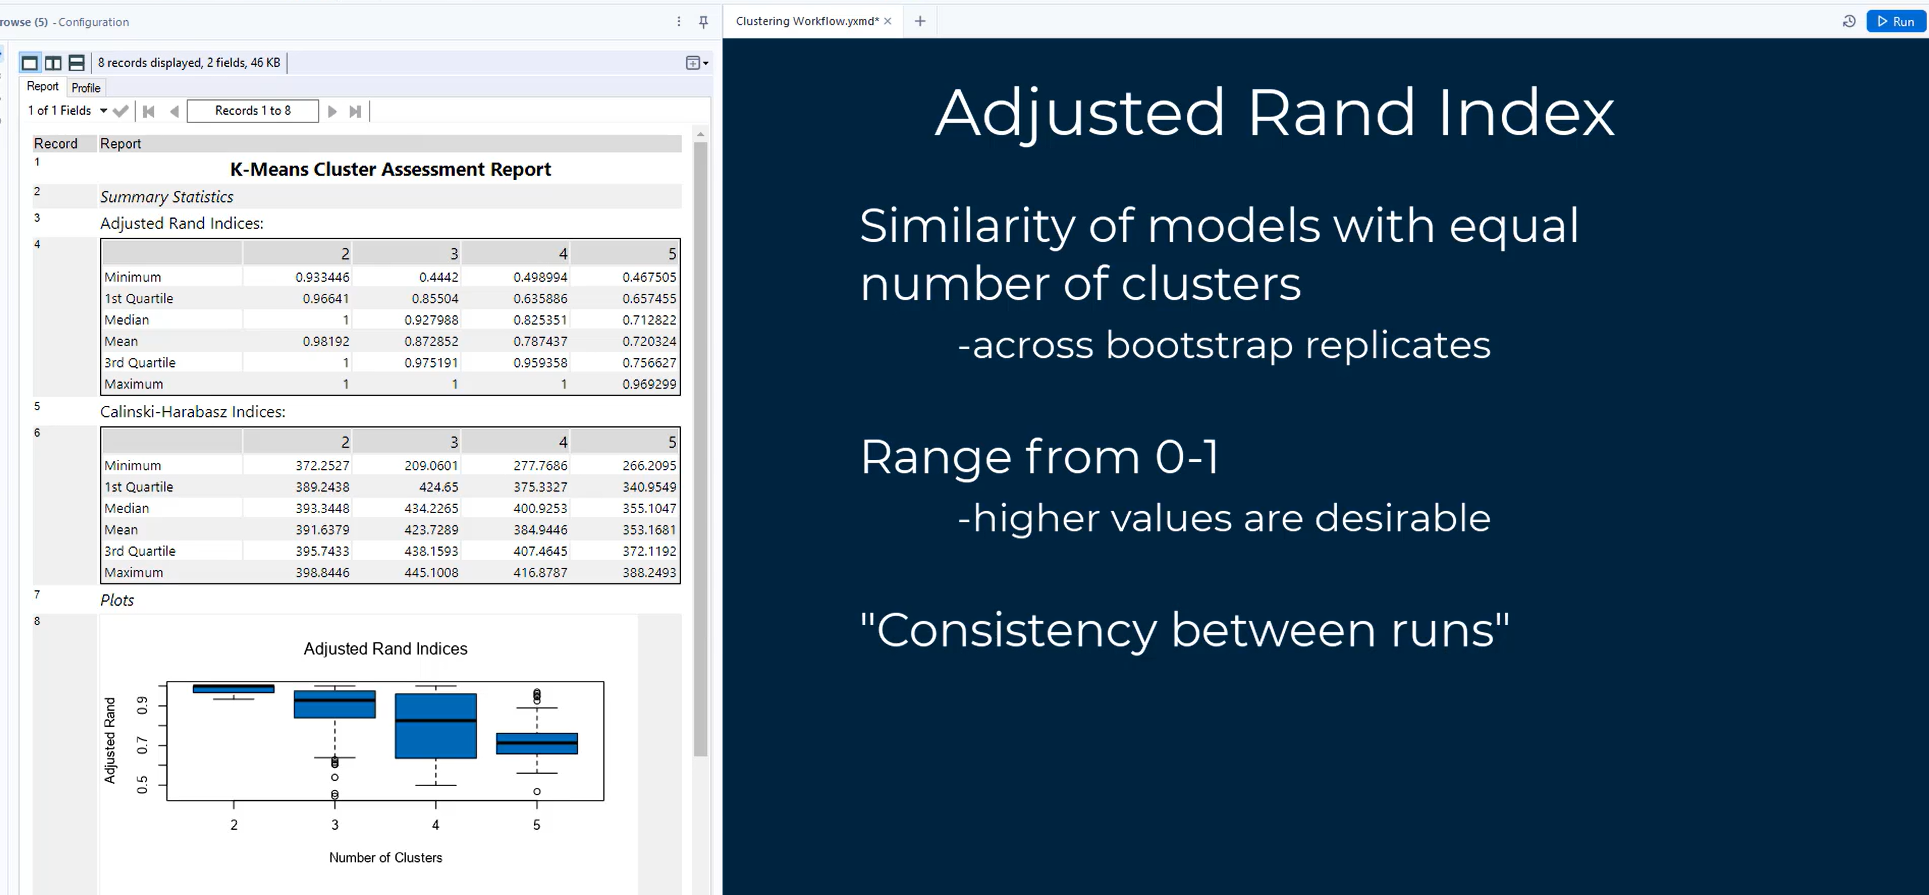 rowse (5) - Configuration
Clustering Workflow.yxmd*
Run
8 records displayed, 2 fields, 46 KB
Report Profile
1 of 1 Fields Records 1 to 8
Record Report
1 K-Means Cluster Assessment Report
2 Summary Statistics
3 Adjusted Rand Indices:
4
2 3 4 5
Minimum 0.933446 0.4442 0.498994 0.467505
1st Quartile 0.96641 0.85504 0.635886 0.657455
Median 1 0.927988 0.825351 0.712822
Mean 0.98192 0.872852 0.787437 0.720324
3rd Quartile 1 0.975191 0.959358 0.756627
Maximum 1 1 1 0.969299
5 Calinski-Harabasz Indices:
6
2 3 4 5
Minimum 372.2527 209.0601 277.7686 266.2095
1st Quartile 389.2438 424.65 375.3327 340.9549
Median 393.3448 434.2265 400.9253 355.1047
Mean 391.6379 423.7289 384.9446 353.1681
3rd Quartile 395.7433 438.1593 407.4645 372.1192
Maximum 398.8446 445.1008 416.8787 388.2493
7 Plots
8
Adjusted Rand Indices
Adjusted Rand
0.9
0.7
0.5
2 3 4 5
Number of Clusters
Adjusted Rand Index
Similarity of models with equal
number of clusters
-across bootstrap replicates
Range from 0-1
-higher values are desirable
"Consistency between runs"